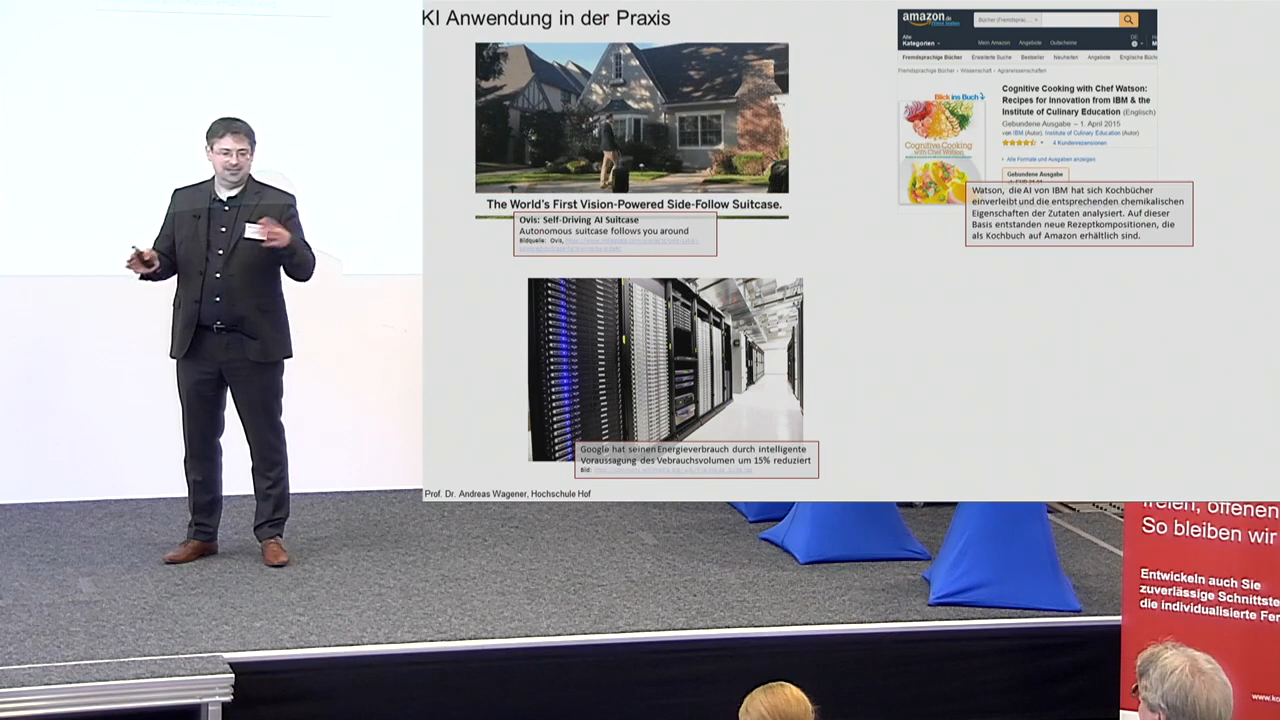 KI Anwendung in der Praxis
The World's First Vision-Powered Side-Follow Suitcase.
Ovis: Self-Driving AI Suitcase
Autonomous suitcase follows you around
Bildquelle: Ovis,
Google hat seinen Energieverbrauch durch intelligente
Voraussagung des Vebrauchsvolumen um 15% reduziert
Bild:
Prof. Dr. Andreas Wagener, Hochschule Hof
amazon.de
Bücher (Fremdsprac...
Alle
Kategorien
Mein Amazon Angebote Gutscheine
DE
Fremdsprachige Bücher Erweiterte Suche Bestseller Neuheiten Angebote Englische Büch
Fremdsprachige Bücher › Wissenschaft › Agrarwissenschaften
Blick ins Buch
Cognitive Cooking
with Chef Watson
Cognitive Cooking with Chef Watson:
Recipes for Innovation from IBM & the
Institute of Culinary Education (Englisch)
Gebundene Ausgabe – 1. April 2015
von IBM (Autor), Institute of Culinary Education (Autor)
4 Kundenrezensionen
Alle Formate und Ausgaben anzeigen
Gebundene Ausgabe
Watson, die AI von IBM hat sich Kochbücher
einverleibt und die entsprechenden chemikalischen
Eigenschaften der Zutaten analysiert. Auf dieser
Basis entstanden neue Rezeptkompositionen, die
als Kochbuch auf Amazon erhältlich sind.
freien, offenen
So bleiben wir
Entwickeln auch Sie
zuverlässige Schnittste
die individualisierte Fer
www.ko